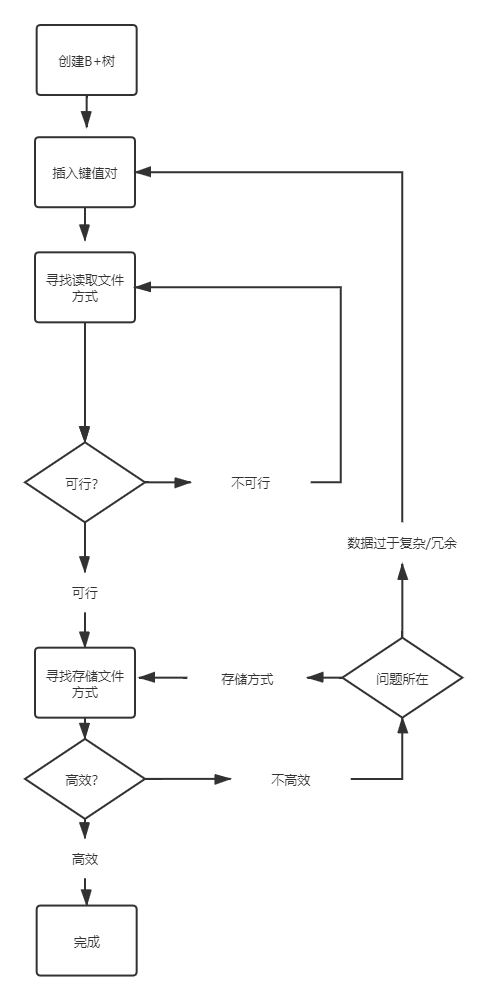 创建B+树
插入键值对
寻找读取文件
方式
可行?
不可行
数据过于复杂/冗余
可行
寻找存储文件
方式
存储方式
问题所在
高效?
不高效
高效
完成